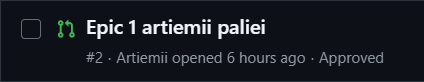 Epic 1 artiemii paliei
#2 · Artiemii opened 6 hours ago · Approved